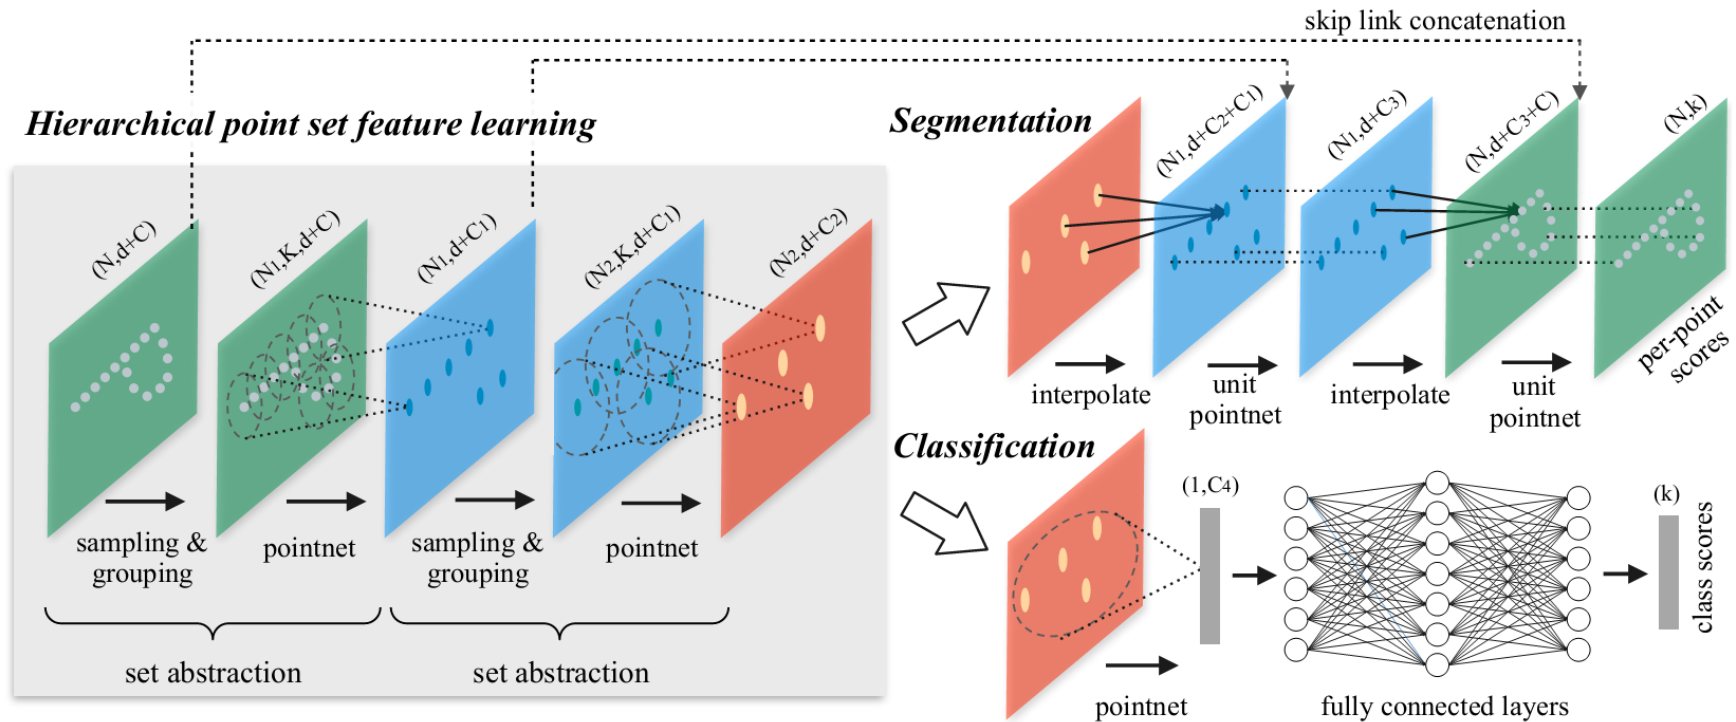 skip link concatenation
Hierarchical point set feature learning
(N,d+C)
(N1,K,d+C)
(N1,d+C1)
(N2,K,d+C1)
(N2,d+C2)
sampling &
grouping
pointnet
sampling &
grouping
pointnet
set abstraction
set abstraction
Segmentation
(N1,d+C2+C1)
(N1,d+C3)
(N,d+C3+C)
(N,k)
interpolate
unit
pointnet
interpolate
unit
pointnet
per-point
scores
Classification
(1,C4)
(k)
class scores
pointnet
fully connected layers